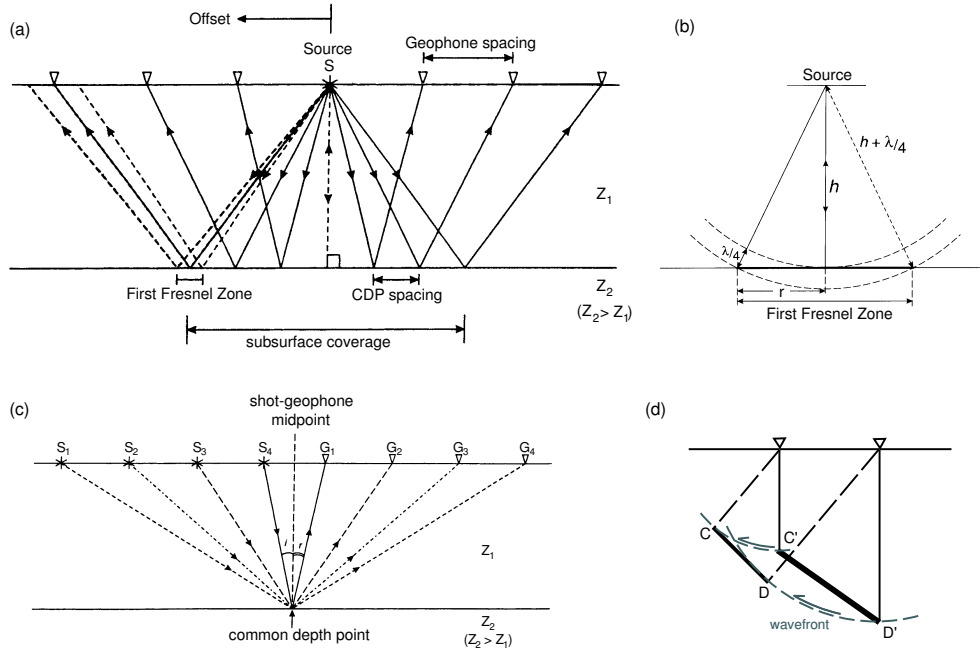 (a)
Offset
Source
S
Geophone spacing
Z1
First Fresnel Zone
CDP spacing
Z2
(Z2> Z1)
subsurface coverage
(b)
Source
h + λ/4
h
λ/4
r
First Fresnel Zone
(c)
shot-geophone
midpoint
S1 S2 S3 S4 G1 G2 G3 G4
i r
Z1
Z2
(Z2 > Z1)
common depth point
(d)
C
C'
D
D'
wavefront